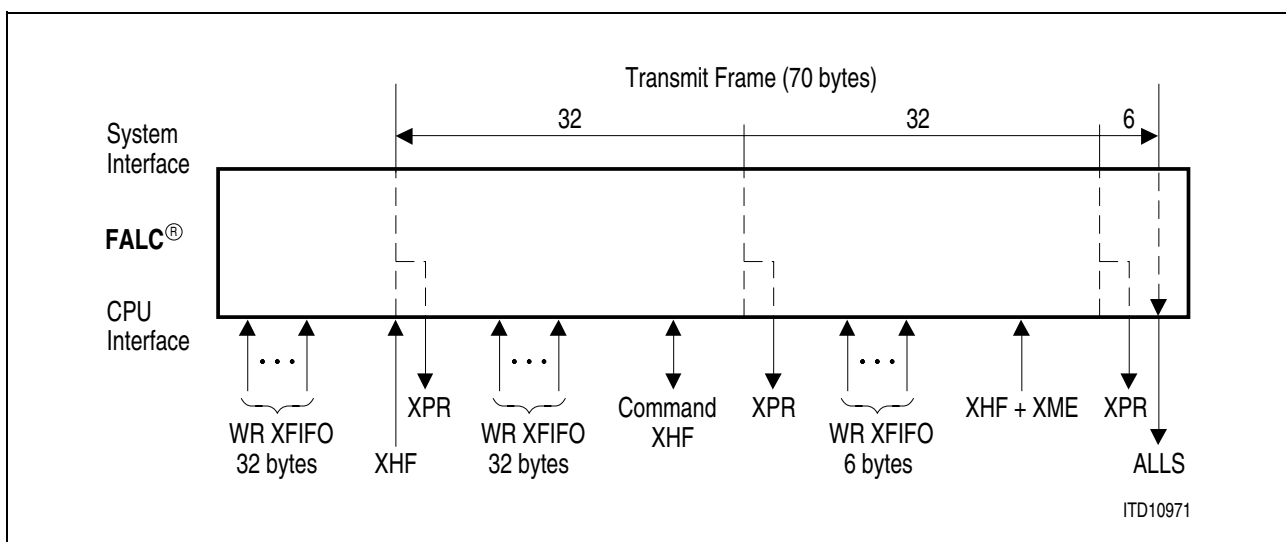 Transmit Frame (70 bytes)
32 32 6
System
Interface
FALC®
CPU
Interface
XPR XPR XHF + XME XPR
WR XFIFO
32 bytes
XHF
WR XFIFO
32 bytes
Command
XHF
WR XFIFO
6 bytes
ALLS
ITD10971